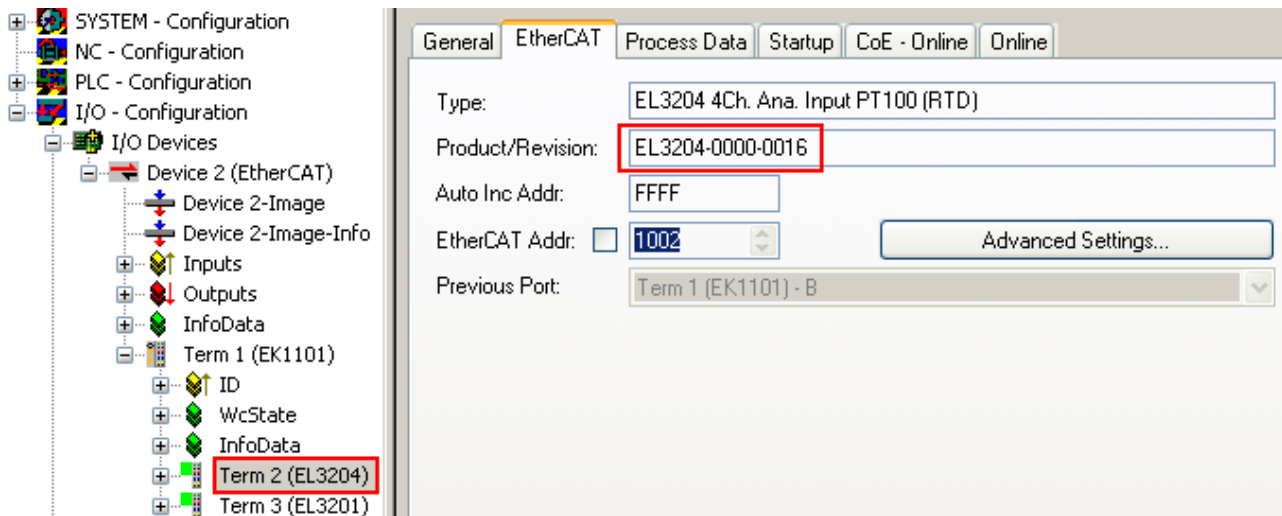 SYSTEM - Configuration
NC - Configuration
PLC - Configuration
I/O - Configuration
I/O Devices
Device 2 (EtherCAT)
Device 2-Image
Device 2-Image-Info
Inputs
Outputs
InfoData
Term 1 (EK1101)
ID
WcState
InfoData
Term 2 (EL3204)
Term 3 (EL3201)
General EtherCAT Process Data Startup CoE - Online Online
Type: EL3204 4Ch. Ana. Input PT100 (RTD)
Product/Revision: EL3204-0000-0016
Auto Inc Addr: FFFF
EtherCAT Addr: 1002 Advanced Settings...
Previous Port: Term 1 (EK1101) - B